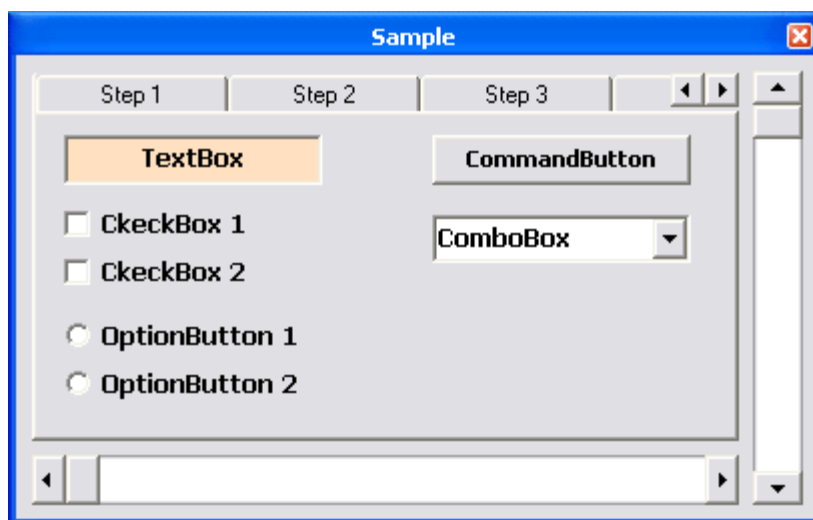 Sample
Step 1 Step 2 Step 3
TextBox CommandButton
CkeckBox 1
ComboBox
CkeckBox 2
OptionButton 1
OptionButton 2